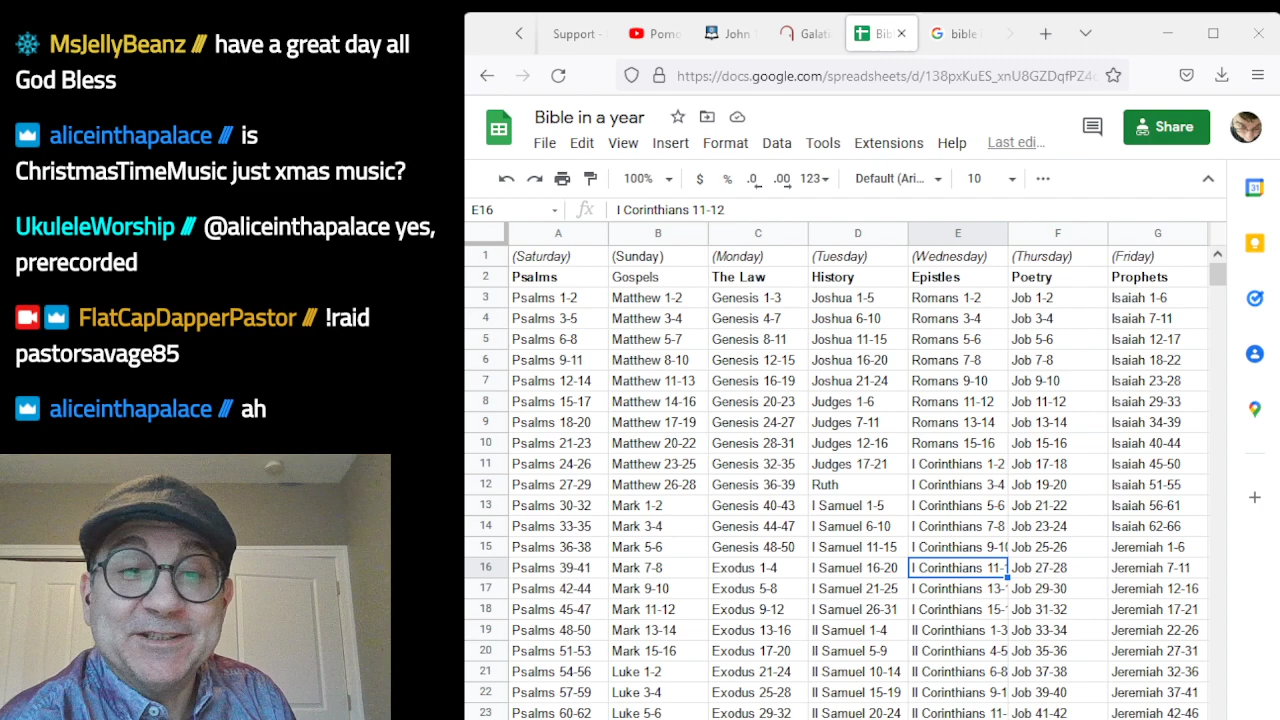 MsJellyBeanz /// have a great day all
God Bless
aliceinthapalace /// is
ChristmasTimeMusic just xmas music?
UkuleleWorship /// @aliceinthapalace yes,
prerecorded
FlatCapDapperPastor /// !raid
pastorsavage85
aliceinthapalace /// ah
Support - Pomo John Galati Bib bible
https://docs.google.com/spreadsheets/d/138pxKuES_xnU8GZDqfPZ4c
Bible in a year
Share
File Edit View Insert Format Data Tools Extensions Help Last edi...
100% $ % .0 .00 123 Default (Ari... 10
E16 fx I Corinthians 11-12
A B C D E F G
1 (Saturday) (Sunday) (Monday) (Tuesday) (Wednesday) (Thursday) (Friday)
2 Psalms Gospels The Law History Epistles Poetry Prophets
3 Psalms 1-2 Matthew 1-2 Genesis 1-3 Joshua 1-5 Romans 1-2 Job 1-2 Isaiah 1-6
4 Psalms 3-5 Matthew 3-4 Genesis 4-7 Joshua 6-10 Romans 3-4 Job 3-4 Isaiah 7-11
5 Psalms 6-8 Matthew 5-7 Genesis 8-11 Joshua 11-15 Romans 5-6 Job 5-6 Isaiah 12-17
6 Psalms 9-11 Matthew 8-10 Genesis 12-15 Joshua 16-20 Romans 7-8 Job 7-8 Isaiah 18-22
7 Psalms 12-14 Matthew 11-13 Genesis 16-19 Joshua 21-24 Romans 9-10 Job 9-10 Isaiah 23-28
8 Psalms 15-17 Matthew 14-16 Genesis 20-23 Judges 1-6 Romans 11-12 Job 11-12 Isaiah 29-33
9 Psalms 18-20 Matthew 17-19 Genesis 24-27 Judges 7-11 Romans 13-14 Job 13-14 Isaiah 34-39
10 Psalms 21-23 Matthew 20-22 Genesis 28-31 Judges 12-16 Romans 15-16 Job 15-16 Isaiah 40-44
11 Psalms 24-26 Matthew 23-25 Genesis 32-35 Judges 17-21 I Corinthians 1-2 Job 17-18 Isaiah 45-50
12 Psalms 27-29 Matthew 26-28 Genesis 36-39 Ruth I Corinthians 3-4 Job 19-20 Isaiah 51-55
13 Psalms 30-32 Mark 1-2 Genesis 40-43 I Samuel 1-5 I Corinthians 5-6 Job 21-22 Isaiah 56-61
14 Psalms 33-35 Mark 3-4 Genesis 44-47 I Samuel 6-10 I Corinthians 7-8 Job 23-24 Isaiah 62-66
15 Psalms 36-38 Mark 5-6 Genesis 48-50 I Samuel 11-15 I Corinthians 9-10 Job 25-26 Jeremiah 1-6
16 Psalms 39-41 Mark 7-8 Exodus 1-4 I Samuel 16-20 I Corinthians 11- Job 27-28 Jeremiah 7-11
17 Psalms 42-44 Mark 9-10 Exodus 5-8 I Samuel 21-25 I Corinthians 13- Job 29-30 Jeremiah 12-16
18 Psalms 45-47 Mark 11-12 Exodus 9-12 I Samuel 26-31 I Corinthians 15- Job 31-32 Jeremiah 17-21
19 Psalms 48-50 Mark 13-14 Exodus 13-16 II Samuel 1-4 II Corinthians 1-3 Job 33-34 Jeremiah 22-26
20 Psalms 51-53 Mark 15-16 Exodus 17-20 II Samuel 5-9 II Corinthians 4-5 Job 35-36 Jeremiah 27-31
21 Psalms 54-56 Luke 1-2 Exodus 21-24 II Samuel 10-14 II Corinthians 6-8 Job 37-38 Jeremiah 32-36
22 Psalms 57-59 Luke 3-4 Exodus 25-28 II Samuel 15-19 II Corinthians 9-1 Job 39-40 Jeremiah 37-41
23 Psalms 60-62 Luke 5-6 Exodus 29-32 II Samuel 20-24 II Corinthians 11- Job 41-42 Jeremiah 42-46